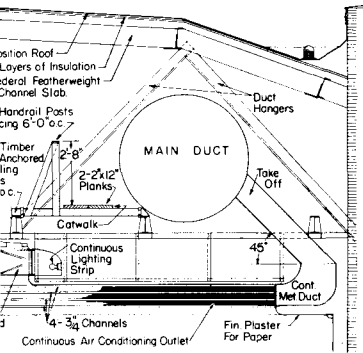 osition Roof
Layers of Insulation
ederal Featherweight
Channel Slab.
Handrail Posts
cing 6'-0" o.c.
Timber
Anchored
ling
s
o.c.
2'-8"
2-2"x12"
Planks
Catwalk
MAIN DUCT
Duct
Hangers
Take
Off
45°
Continuous
Lighting
Strip
Cont.
Met Duct
d
4-3/4" Channels
Continuous Air Conditioning Outlet
Fin. Plaster
For Paper